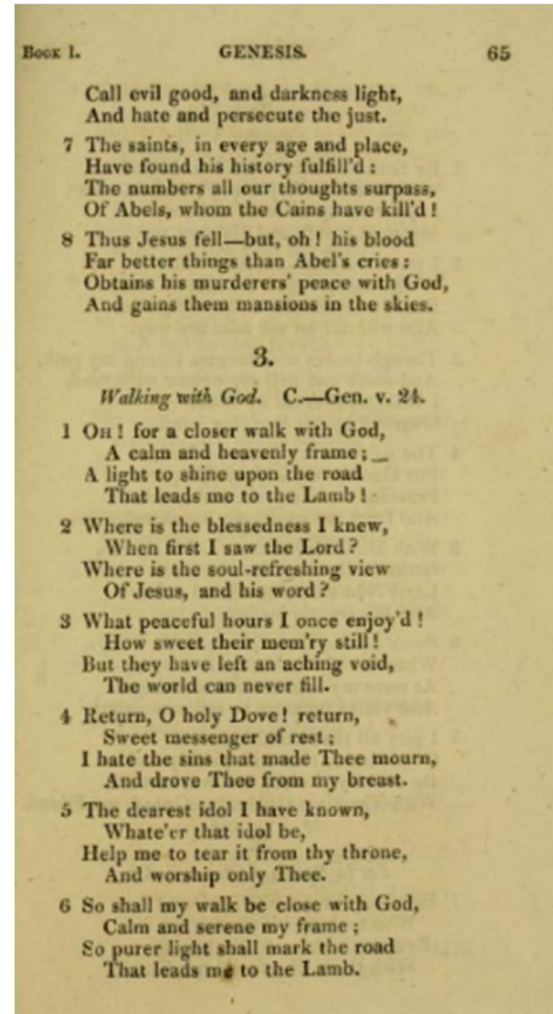 Book I. GENESIS. 65
Call evil good, and darkness light,
And hate and persecute the just.
7 The saints, in every age and place,
Have found his history fulfill'd:
The numbers all our thoughts surpass,
Of Abels, whom the Cains have kill'd!
8 Thus Jesus fell—but, oh! his blood
Far better things than Abel's cries:
Obtains his murderers' peace with God,
And gains them mansions in the skies.
3.
Walking with God. C.—Gen. v. 24.
1 OH! for a closer walk with God,
A calm and heavenly frame;
A light to shine upon the road
That leads me to the Lamb!
2 Where is the blessedness I knew,
When first I saw the Lord?
Where is the soul-refreshing view
Of Jesus, and his word?
3 What peaceful hours I once enjoy'd!
How sweet their mem'ry still!
But they have left an aching void,
The world can never fill.
4 Return, O holy Dove! return,
Sweet messenger of rest;
I hate the sins that made Thee mourn,
And drove Thee from my breast.
5 The dearest idol I have known,
Whate'er that idol be,
Help me to tear it from thy throne,
And worship only Thee.
6 So shall my walk be close with God,
Calm and serene my frame;
So purer light shall mark the road
That leads me to the Lamb.